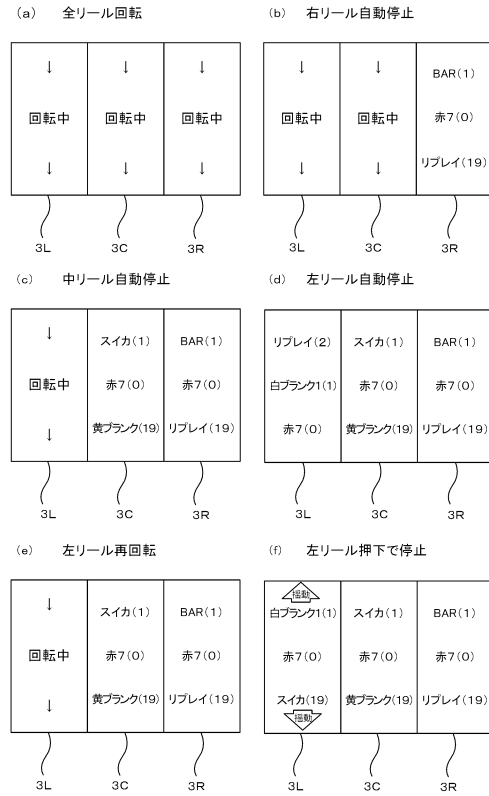 (a) 全リール回転
↓ ↓ ↓
回転中 回転中 回転中
↓ ↓ ↓
3L 3C 3R
(b) 右リール自動停止
↓ ↓ BAR(1)
回転中 回転中 赤7(0)
↓ ↓ リプレイ(19)
3L 3C 3R
(c) 中リール自動停止
↓ スイカ(1) BAR(1)
回転中 赤7(0) 赤7(0)
↓ 黄ブランク(19) リプレイ(19)
3L 3C 3R
(d) 左リール自動停止
リプレイ(2) スイカ(1) BAR(1)
白ブランク1(1) 赤7(0) 赤7(0)
赤7(0) 黄ブランク(19) リプレイ(19)
3L 3C 3R
(e) 左リール再回転
↓ スイカ(1) BAR(1)
回転中 赤7(0) 赤7(0)
↓ 黄ブランク(19) リプレイ(19)
3L 3C 3R
(f) 左リール押下で停止
揺動
白ブランク1(1) スイカ(1) BAR(1)
赤7(0) 赤7(0) 赤7(0)
スイカ(19) 黄ブランク(19) リプレイ(19)
揺動
3L 3C 3R